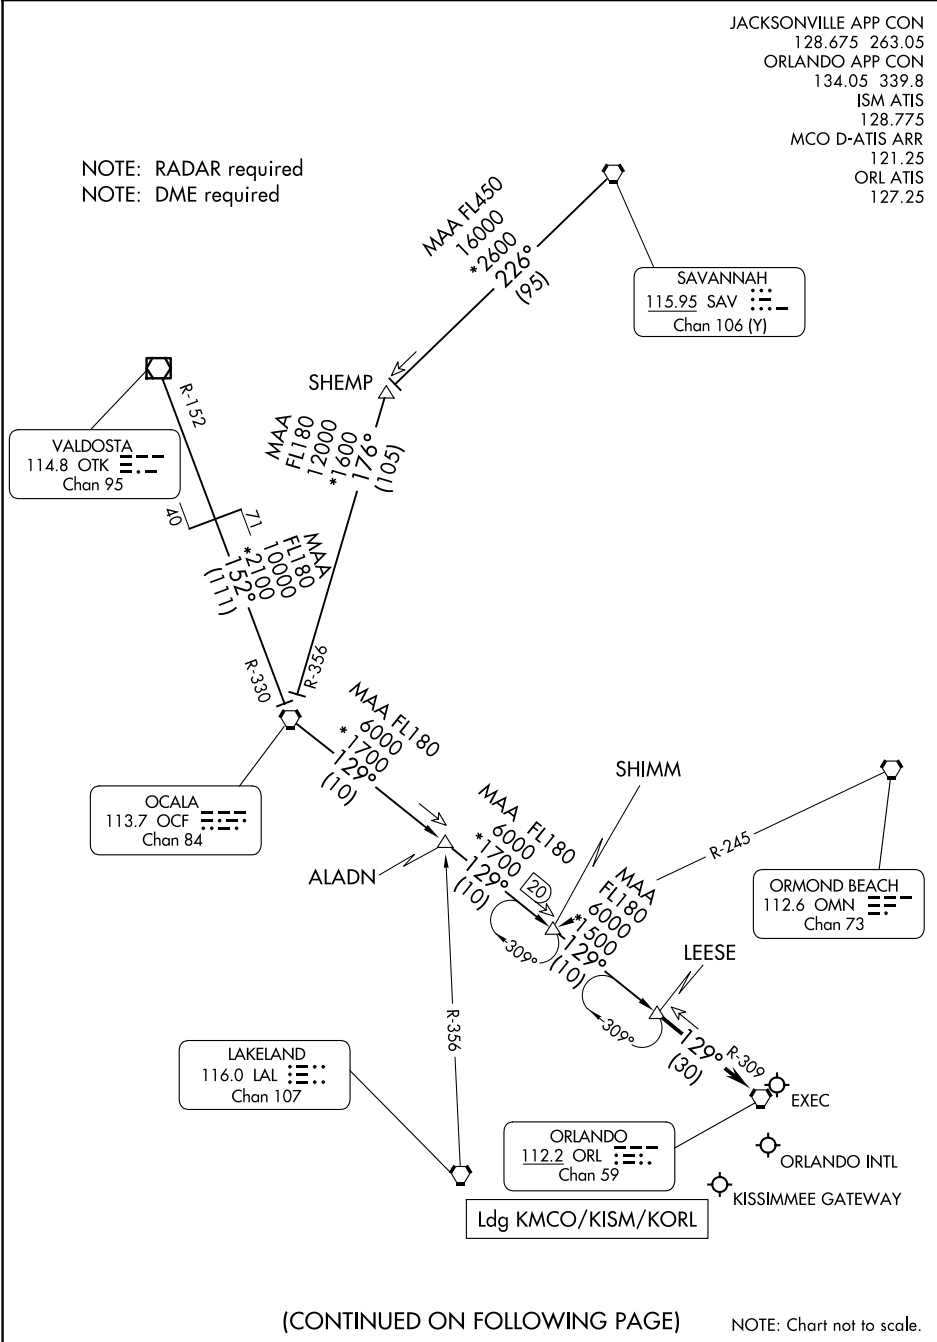 JACKSONVILLE APP CON
128.675 263.05
ORLANDO APP CON
134.05 339.8
ISM ATIS
128.775
MCO D-ATIS ARR
121.25
ORL ATIS
127.25
NOTE: RADAR required
NOTE: DME required
MAA FL450
16000
*2600
226°
(95)
SAVANNAH
115.95 SAV
Chan 106 (Y)
SHEMP
R-152
VALDOSTA
114.8 OTK
Chan 95
MAA
FL180
12000
*1600
176°
(105)
40
71
MAA
FL180
10000
*2100
152°
(111)
R-330
R-356
MAA FL180
6000
*1700
129°
(10)
OCALA
113.7 OCF
Chan 84
SHIMM
ALADN
MAA FL180
6000
*1700
129°
(10)
20
R-245
MAA
FL180
6000
*1500
129°
(10)
ORMOND BEACH
112.6 OMN
Chan 73
309°
LEESE
309°
R-356
129°
(30)
R-309
LAKELAND
116.0 LAL
Chan 107
EXEC
ORLANDO
112.2 ORL
Chan 59
ORLANDO INTL
KISSIMMEE GATEWAY
Ldg KMCO/KISM/KORL
(CONTINUED ON FOLLOWING PAGE)
NOTE: Chart not to scale.